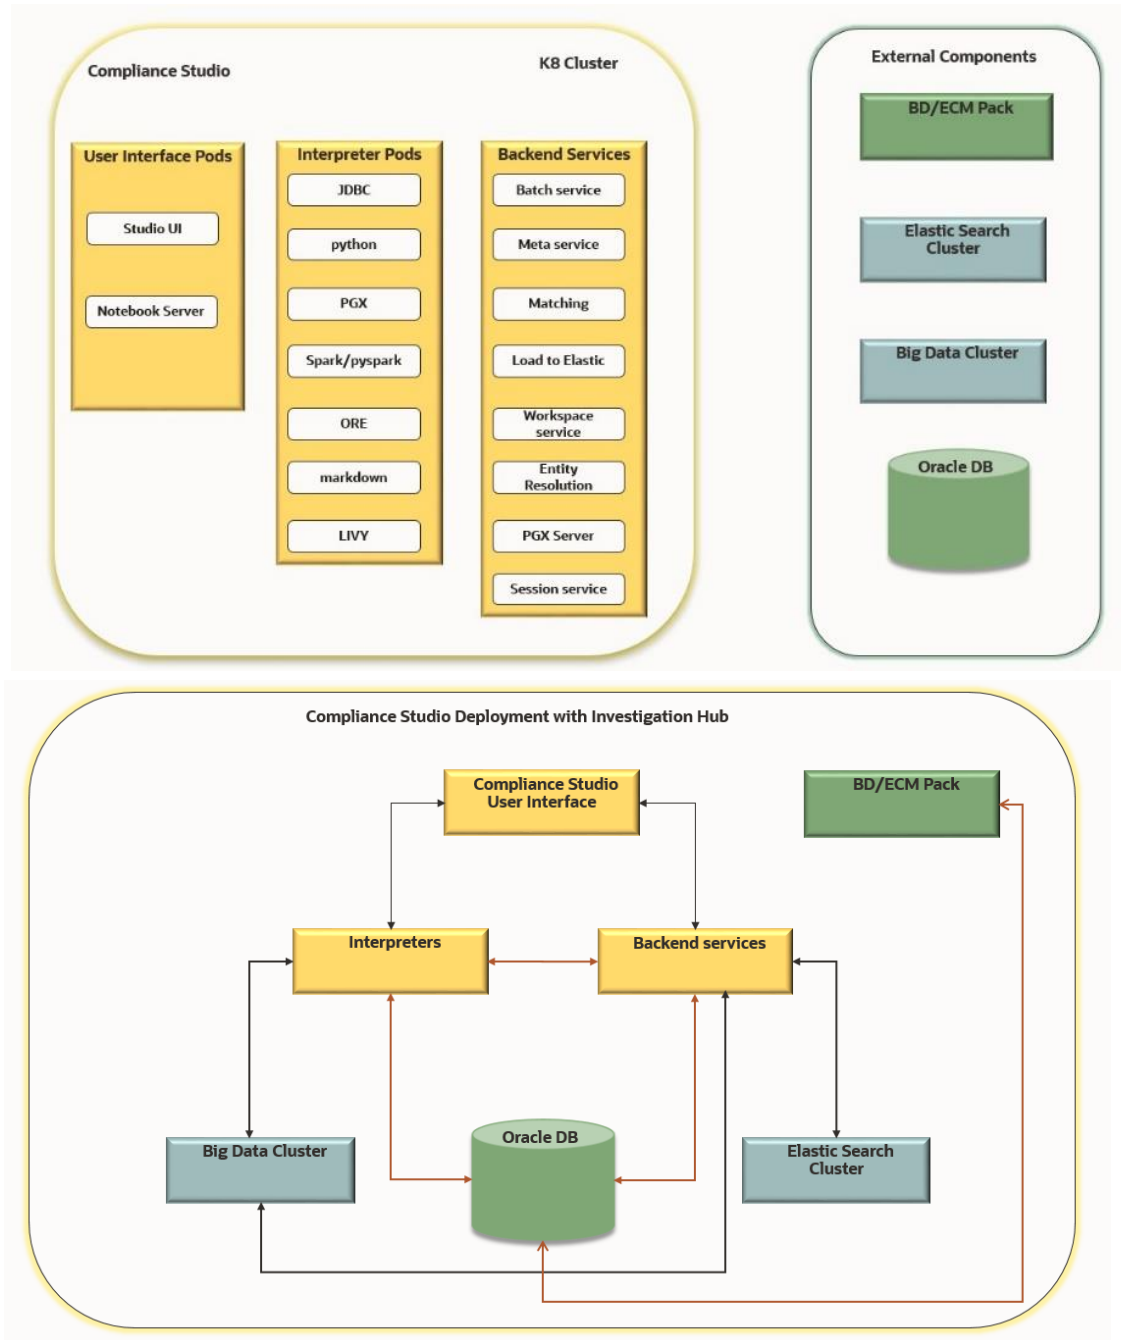 Compliance Studio
K8 Cluster
User Interface Pods
Studio UI
Notebook Server
Interpreter Pods
JDBC
python
PGX
Spark/pyspark
ORE
markdown
LIVY
Backend Services
Batch service
Meta service
Matching
Load to Elastic
Workspace
service
Entity
Resolution
PGX Server
Session service
External Components
BD/ECM Pack
Elastic Search
Cluster
Big Data Cluster
Oracle DB
Compliance Studio Deployment with Investigation Hub
Compliance Studio
User Interface
BD/ECM Pack
Interpreters
Backend services
Big Data Cluster
Oracle DB
Elastic Search
Cluster